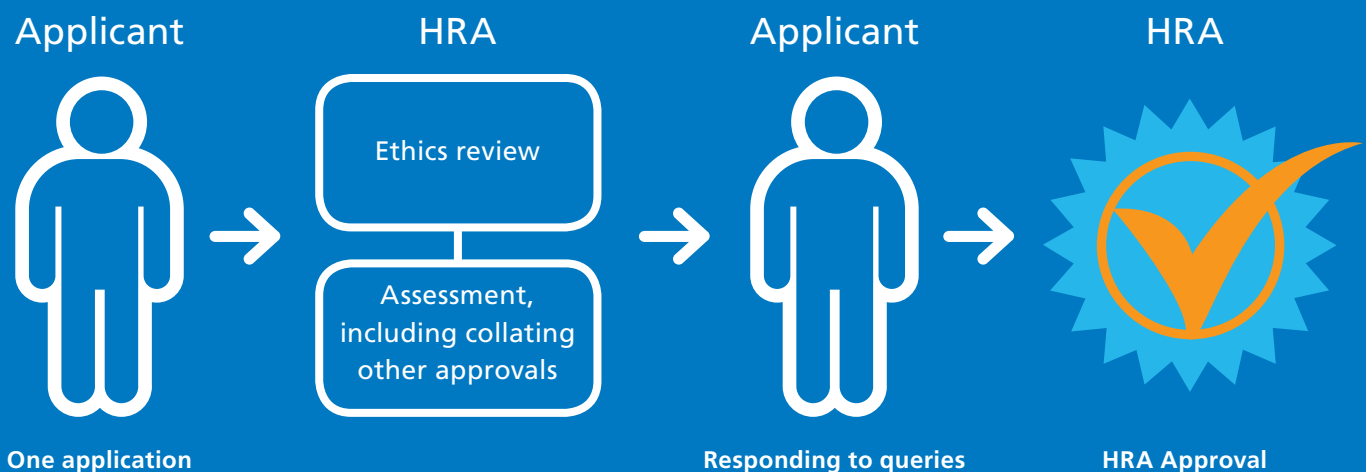 Applicant
HRA
Applicant
HRA
Ethics review
Assessment,
including collating
other approvals
One application
Responding to queries
HRA Approval